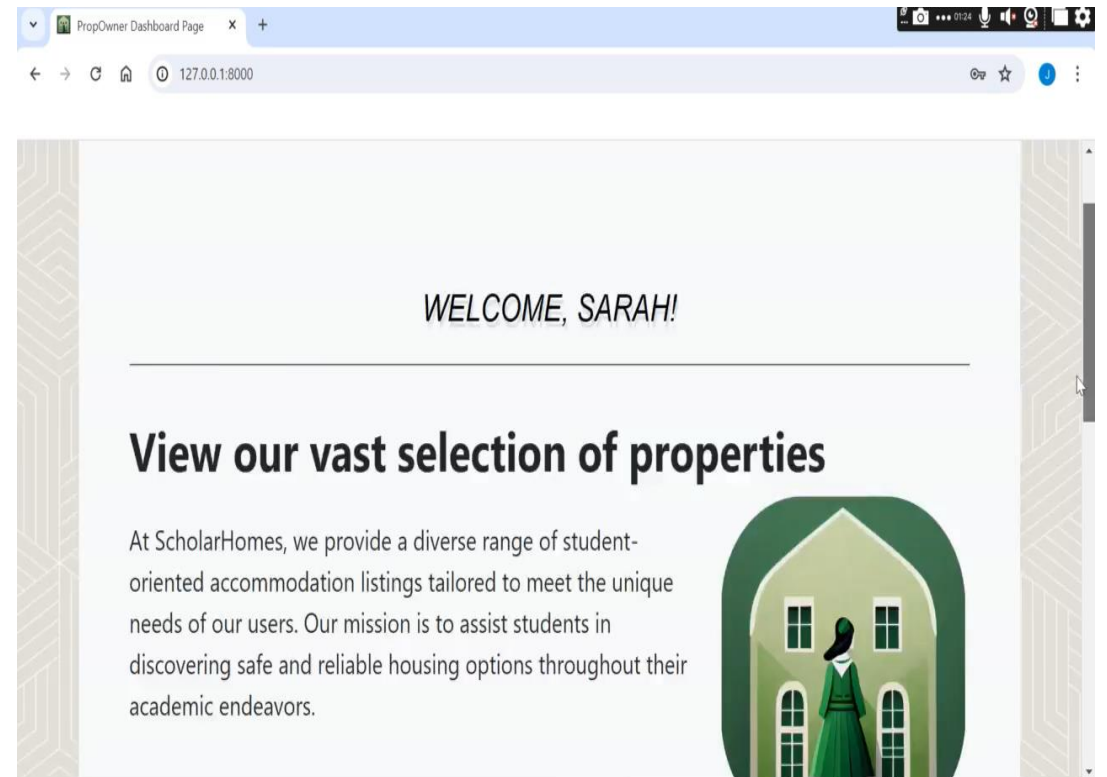 PropOwner Dashboard Page
01:24
127.0.0.1:8000
J
WELCOME, SARAH!
View our vast selection of properties
At ScholarHomes, we provide a diverse range of student-
oriented accommodation listings tailored to meet the unique
needs of our users. Our mission is to assist students in
discovering safe and reliable housing options throughout their
academic endeavors.